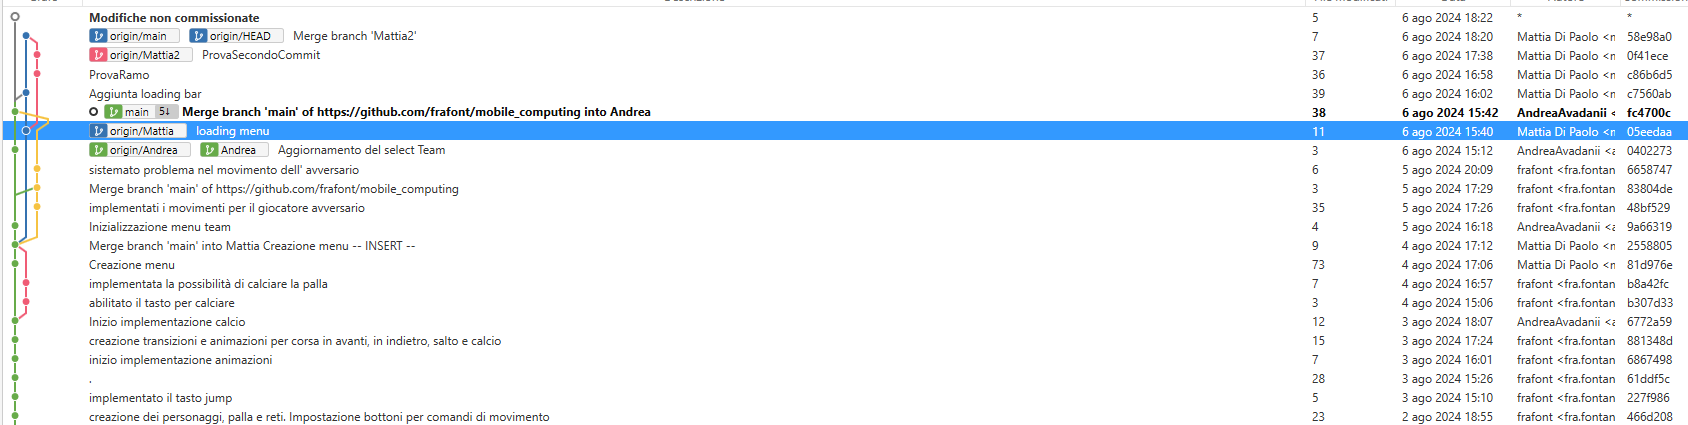 Modifiche non commissionate 5 6 ago 2024 18:22 * *
origin/main origin/HEAD Merge branch 'Mattia2' 7 6 ago 2024 18:20 Mattia Di Paolo <n 58e98a0
origin/Mattia2 ProvaSecondoCommit 37 6 ago 2024 17:38 Mattia Di Paolo <n 0f41ece
ProvaRamo 36 6 ago 2024 16:58 Mattia Di Paolo <n c86b6d5
Aggiunta loading bar 39 6 ago 2024 16:02 Mattia Di Paolo <n c7560ab
main 5↓ Merge branch 'main' of https://github.com/frafont/mobile_computing into Andrea 38 6 ago 2024 15:42 AndreaAvadanii < fc4700c
origin/Mattia loading menu 11 6 ago 2024 15:40 Mattia Di Paolo <n 05eedaa
origin/Andrea Andrea Aggiornamento del select Team 3 6 ago 2024 15:12 AndreaAvadanii <a 0402273
sistemato problema nel movimento dell' avversario 6 5 ago 2024 20:09 frafont <fra.fontan 6658747
Merge branch 'main' of https://github.com/frafont/mobile_computing 3 5 ago 2024 17:29 frafont <fra.fontan 83804de
implementati i movimenti per il giocatore avversario 35 5 ago 2024 17:26 frafont <fra.fontan 48bf529
Inizializzazione menu team 4 5 ago 2024 16:18 AndreaAvadanii <a 9a66319
Merge branch 'main' into Mattia Creazione menu -- INSERT -- 9 4 ago 2024 17:12 Mattia Di Paolo <n 2558805
Creazione menu 73 4 ago 2024 17:06 Mattia Di Paolo <n 81d976e
implementata la possibilità di calciare la palla 7 4 ago 2024 16:57 frafont <fra.fontan b8a42fc
abilitato il tasto per calciare 3 4 ago 2024 15:06 frafont <fra.fontan b307d33
Inizio implementazione calcio 12 3 ago 2024 18:07 AndreaAvadanii <a 6772a59
creazione transizioni e animazioni per corsa in avanti, in indietro, salto e calcio 15 3 ago 2024 17:24 frafont <fra.fontan 881348d
inizio implementazione animazioni 7 3 ago 2024 16:01 frafont <fra.fontan 6867498
. 28 3 ago 2024 15:26 frafont <fra.fontan 61ddf5c
implementato il tasto jump 5 3 ago 2024 15:10 frafont <fra.fontan 227f986
creazione dei personaggi, palla e reti. Impostazione bottoni per comandi di movimento 23 2 ago 2024 18:55 frafont <fra.fontan 466d208